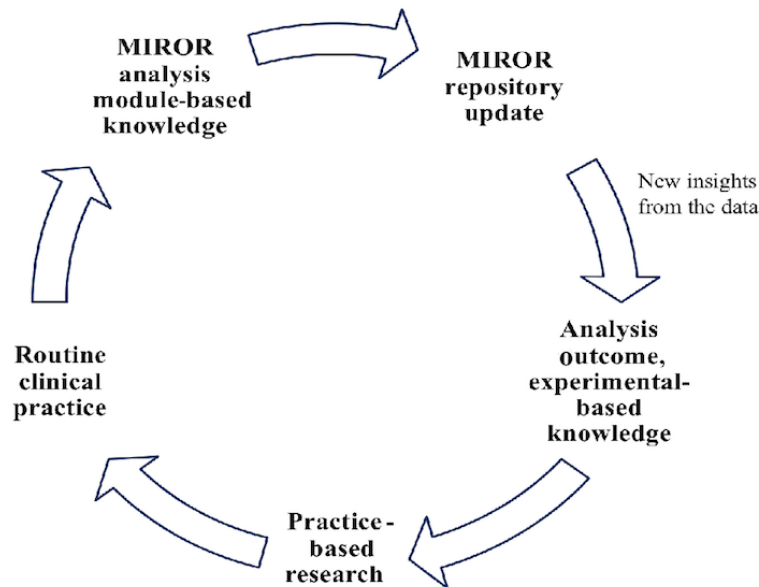 MIROR
analysis
module-based
knowledge
MIROR
repository
update
New insights
from the data
Analysis
outcome,
experimental-
based
knowledge
Practice-
based
research
Routine
clinical
practice